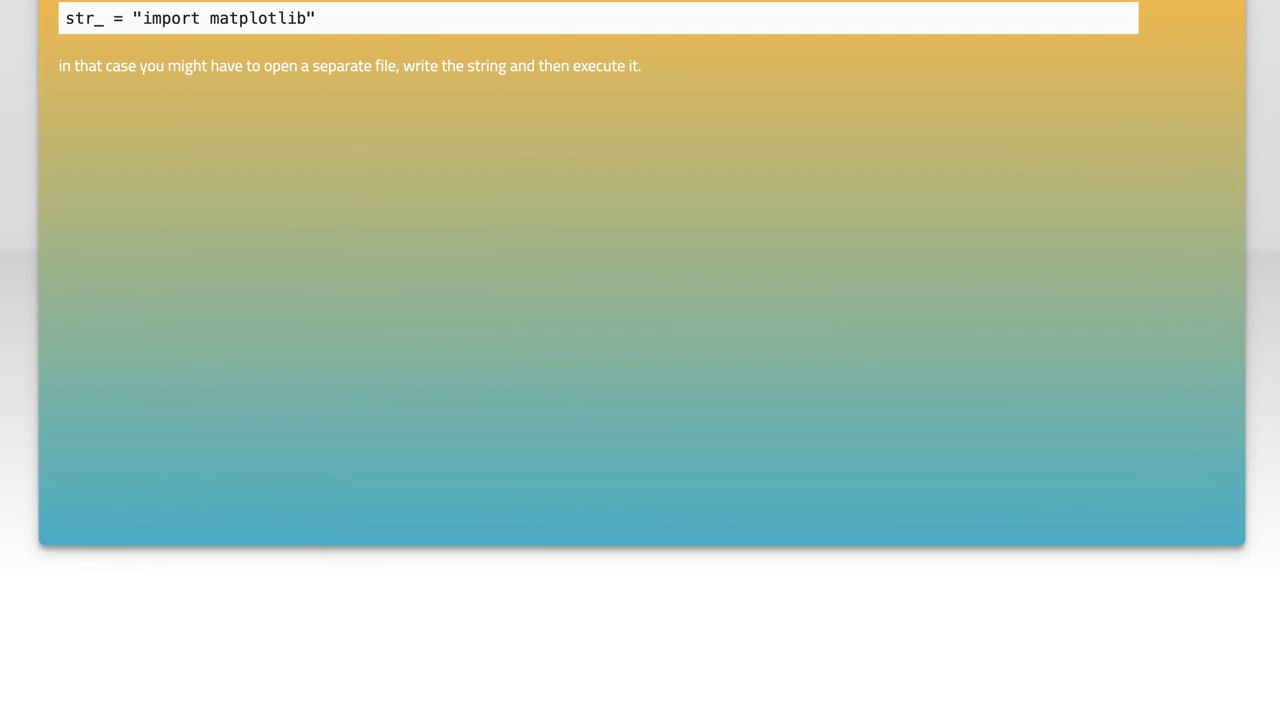 str_ = "import matplotlib"
in that case you might have to open a separate file, write the string and then execute it.